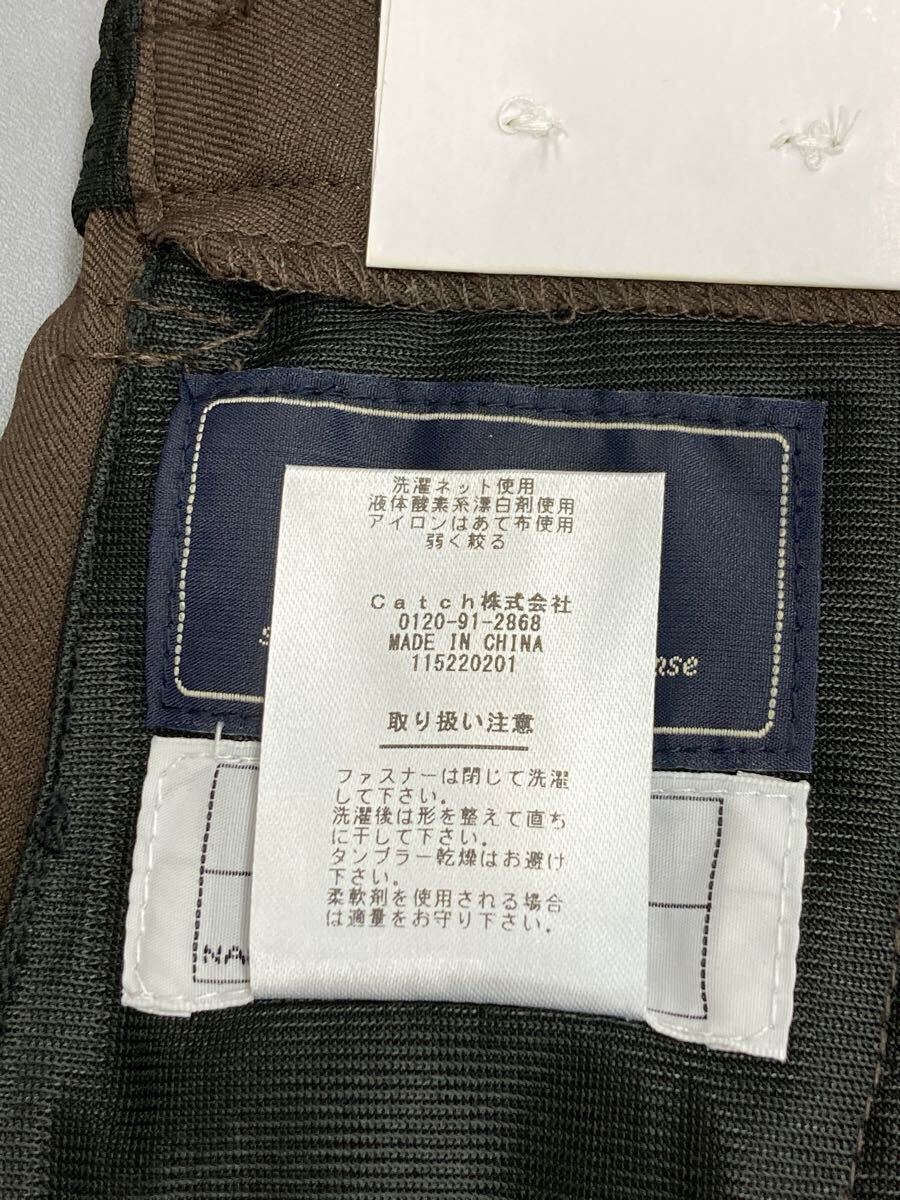 洗濯ネット使用
液体酸素系漂白剤使用
アイロンはあて布使用
弱く絞る
Catch株式会社
0120-91-2868
MADE IN CHINA
115220201
取り扱い注意
ファスナーは閉じて洗濯
して下さい。
洗濯後は形を整えて直ち
に干して下さい。
タンブラー乾燥はお避け
下さい。
柔軟剤を使用される場合
は適量をお守り下さい。